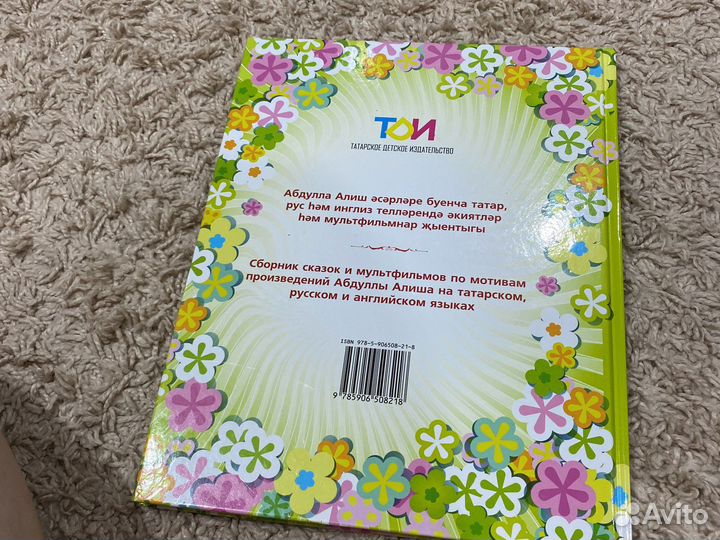 ТДИ
ТАТАРСКОЕ ДЕТСКОЕ ИЗДАТЕЛЬСТВО
Абдулла Алиш әсәрләре буенча татар,
рус һәм инглиз телләрендә әкиятләр
һәм мультфильмнар җыентыгы
Сборник сказок и мультфильмов по мотивам
произведений Абдуллы Алиша на татарском,
русском и английском языках
ISBN 978-5-906508-21-8
9 785906 508218
Avito